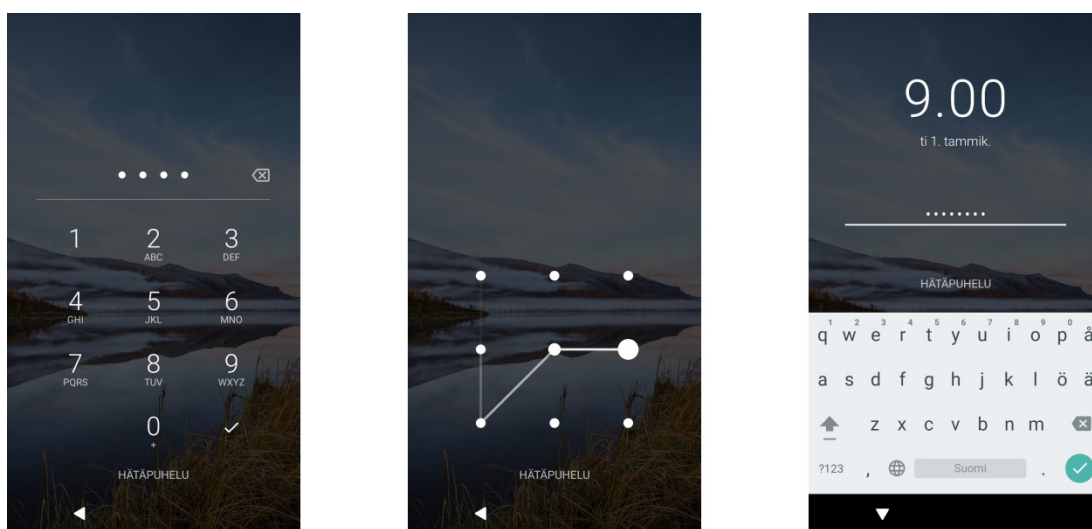 1 2 3
ABC DEF
4 5 6
GHI JKL MNO
7 8 9
PQRS TUV WXYZ
0
+
HÄTÄPUHELU
HÄTÄPUHELU
9.00
ti 1. tammik.
HÄTÄPUHELU
1 2 3 4 5 6 7 8 9 0
q w e r t y u i o p å
a s d f g h j k l ö ä
z x c v b n m
?123 , Suomi .